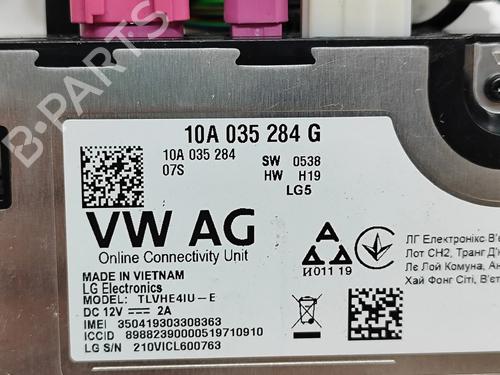 10A 035 284 G
10A 035 284
07S
SW 0538
HW H19
LG5
VW AG
Online Connectivity Unit
MADE IN VIETNAM
LG Electronics
MODEL: TLVHE4IU-E
DC 12V 2A
IMEI 350419303308363
ICCID 89882390000519710910
LG S/N 210VICL600763
И011 19
ЛГ Електронікс В'є
Лот СН2, Транг Д
Лє Лой Комуна, Ан
Хай Фонг Сіті, В'єт
B-PARTS